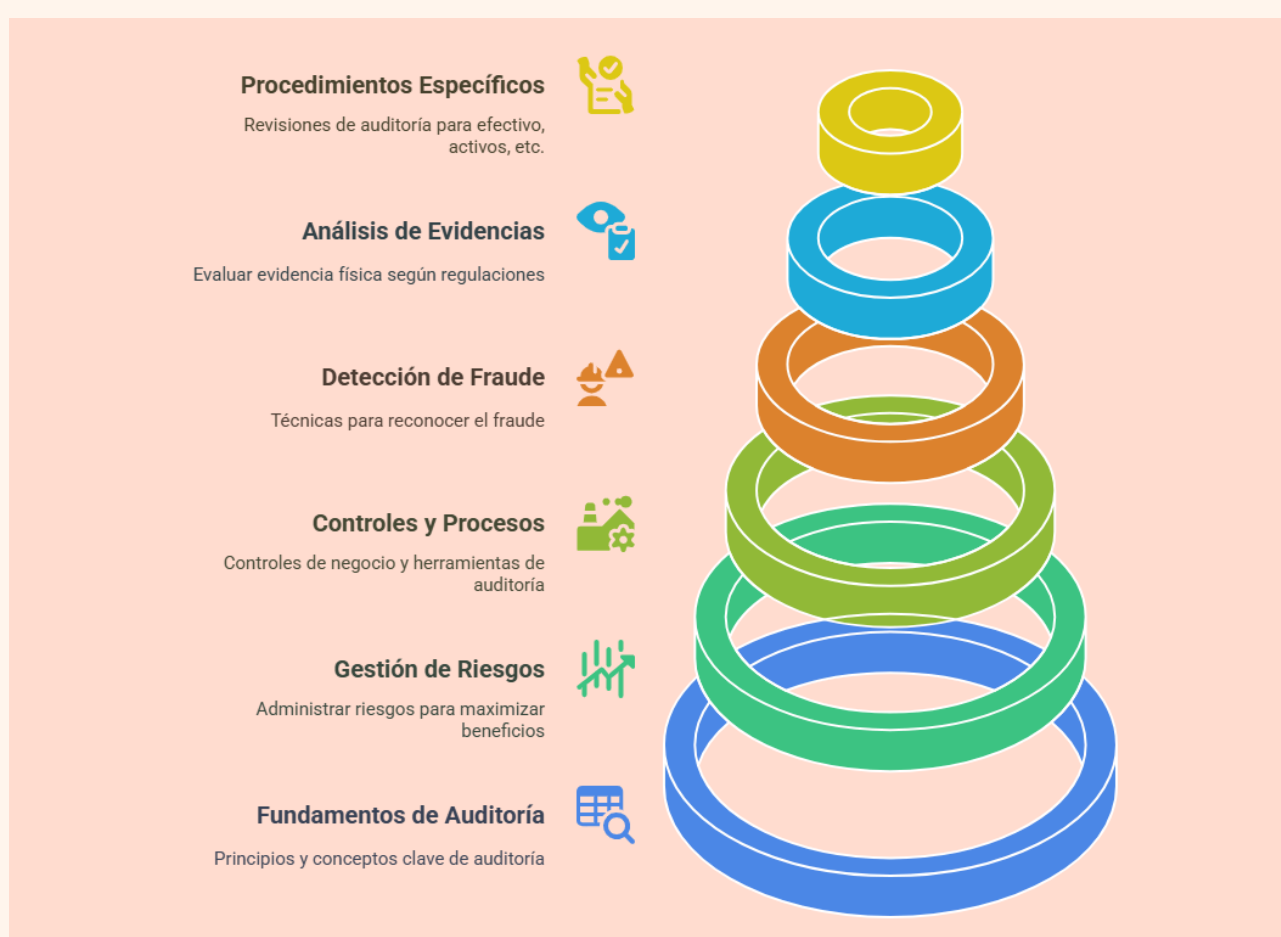 Procedimientos Específicos
Revisiones de auditoría para efectivo,
activos, etc.
Análisis de Evidencias
Evaluar evidencia física según regulaciones
Detección de Fraude
Técnicas para reconocer el fraude
Controles y Procesos
Controles de negocio y herramientas de
auditoría
Gestión de Riesgos
Administrar riesgos para maximizar
beneficios
Fundamentos de Auditoría
Principios y conceptos clave de auditoría